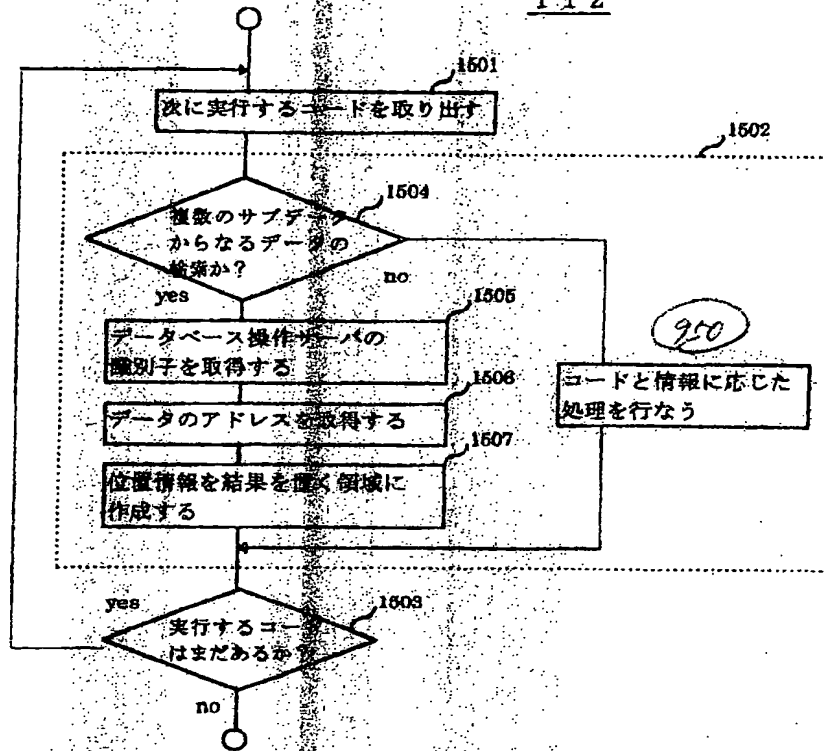 112
1501
次に実行するコードを取り出す
1502
1504
複数のサブデータ
からなるデータの
検索か?
no
yes
1505
データベース操作サーバの
識別子を取得する
950
コードと情報に応じた
処理を行なう
1506
データのアドレスを取得する
1507
位置情報を結果を置く領域に
作成する
yes
1503
実行するコード
はまだあるか?
no